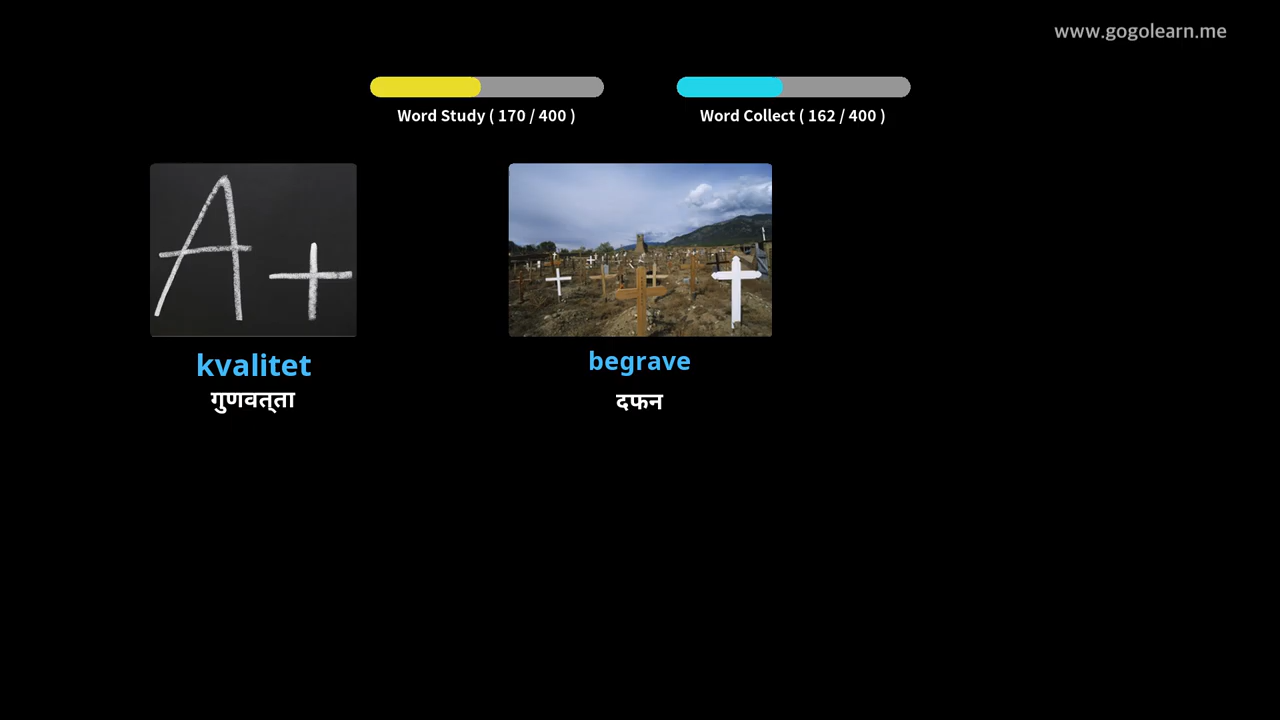 www.gogolearn.me
Word Study ( 170 / 400 )
Word Collect ( 162 / 400 )
A+
kvalitet
गुणवत्ता
begrave
दफन